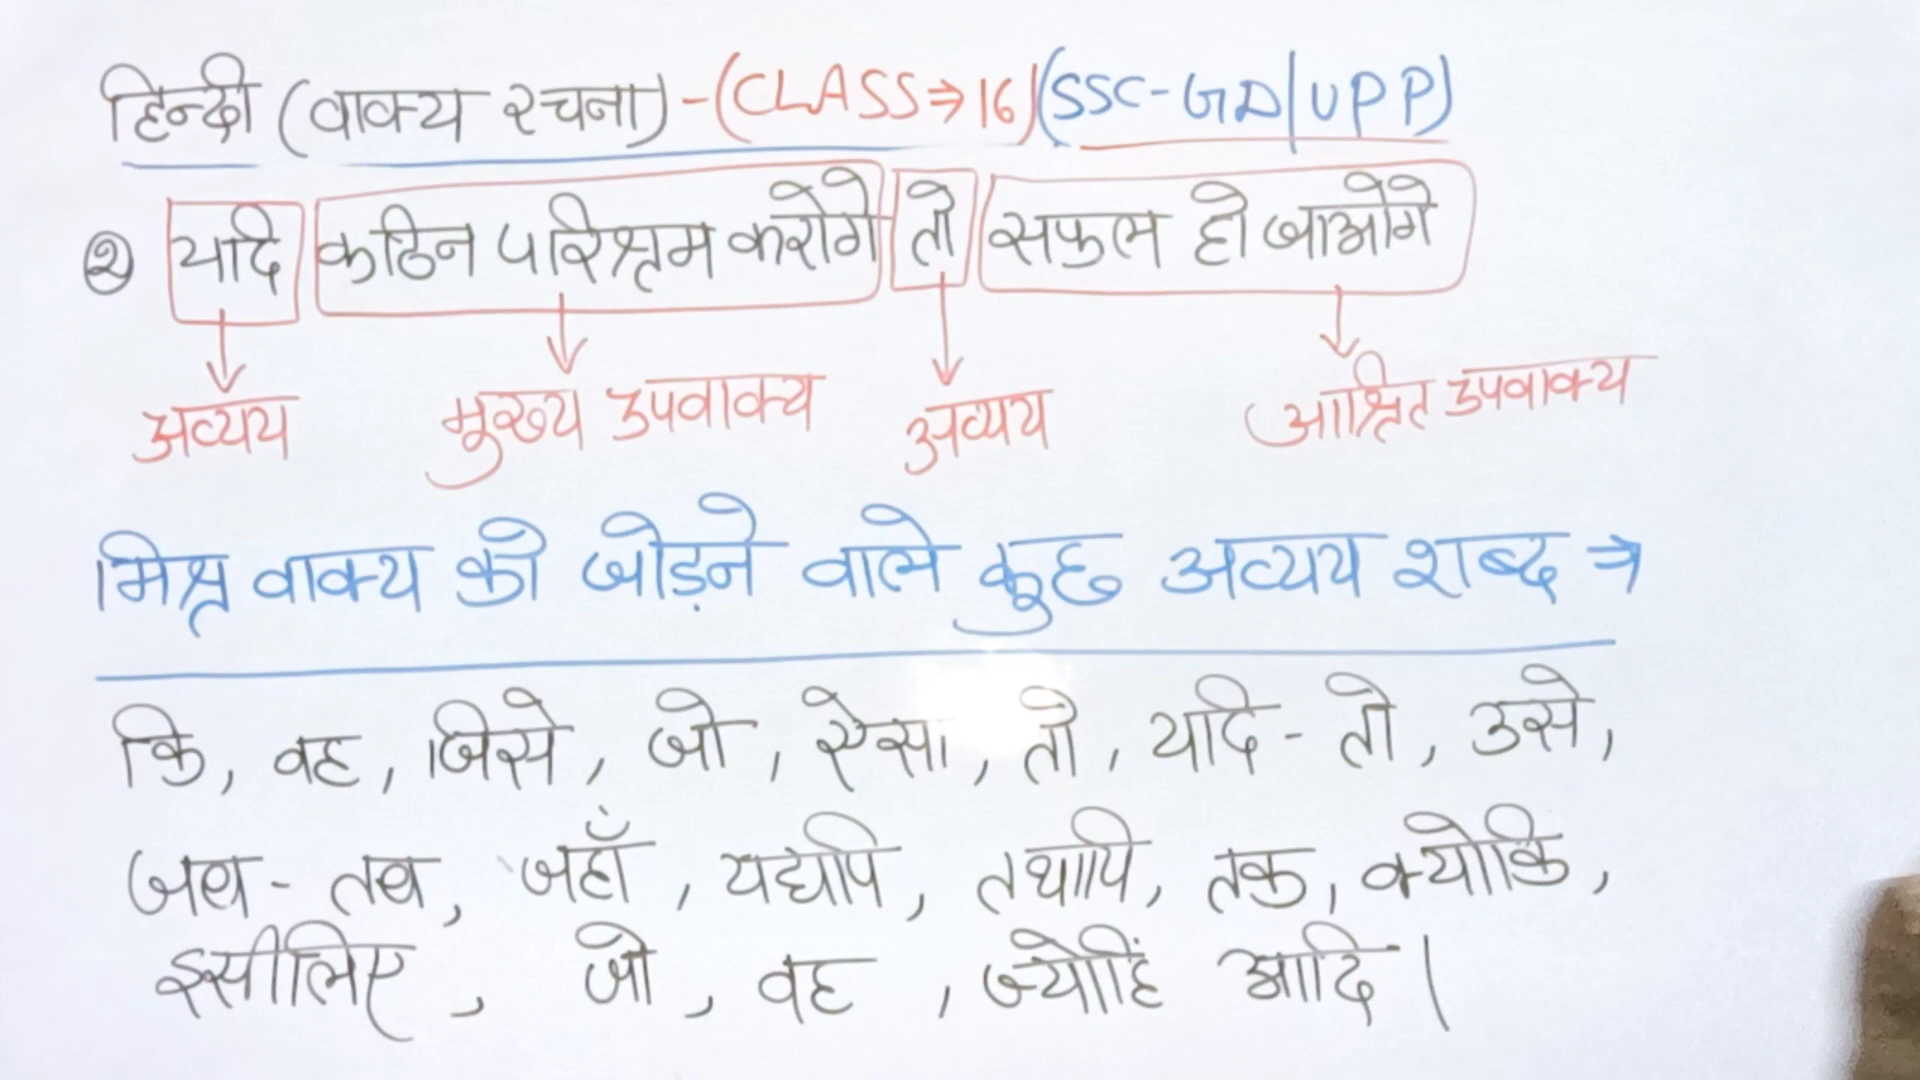 हिन्दी (वाक्य रचना) - (CLASS⇒16)(SSC-GD|UPP)
② यदि कठिन परिश्रम करोगे तो सफल हो जाओगे
अव्यय मुख्य उपवाक्य अव्यय आश्रित उपवाक्य
मिश्र वाक्य को जोड़ने वाले कुछ अव्यय शब्द ⇒
कि, वह, जिसे, जो, ऐसा, तो, यदि - तो, उसे,
जब - तब, जहाँ, यद्यपि, तथापि, तक, क्योकि,
इसीलिए, जो, वह, ज्योहिं आदि |